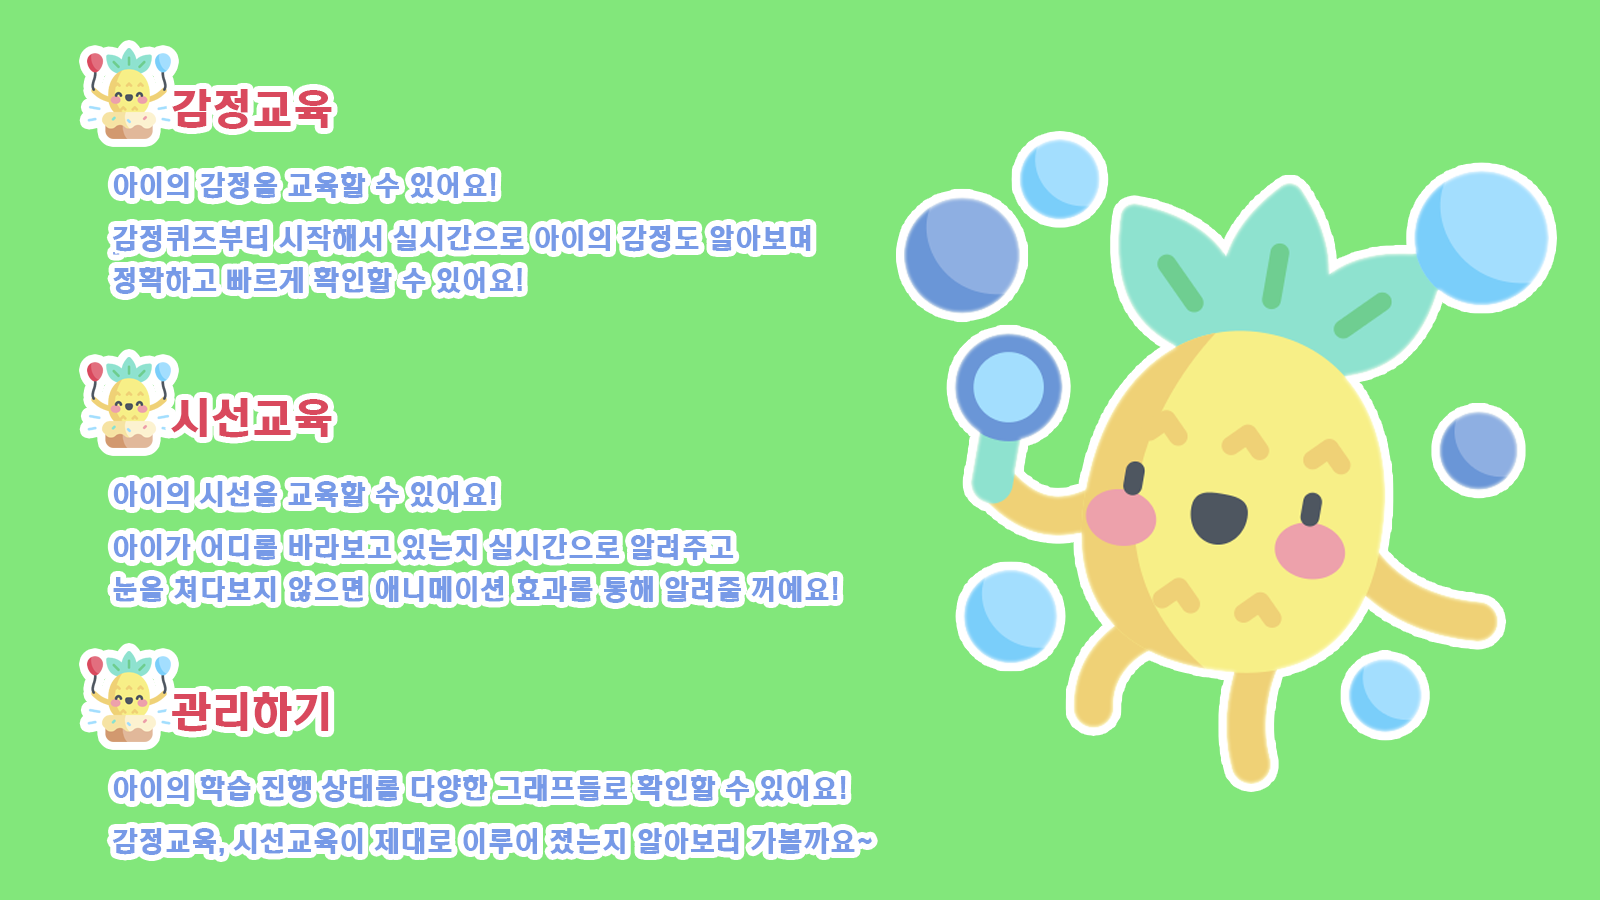 감정교육
아이의 감정을 교육할 수 있어요!
감정퀴즈부터 시작해서 실시간으로 아이의 감정도 알아보며
정확하고 빠르게 확인할 수 있어요!
시선교육
아이의 시선을 교육할 수 있어요!
아이가 어디를 바라보고 있는지 실시간으로 알려주고
눈을 쳐다보지 않으면 애니메이션 효과를 통해 알려줄 꺼예요!
관리하기
아이의 학습 진행 상태를 다양한 그래프들로 확인할 수 있어요!
감정교육, 시선교육이 제대로 이루어 졌는지 알아보러 가볼까요~